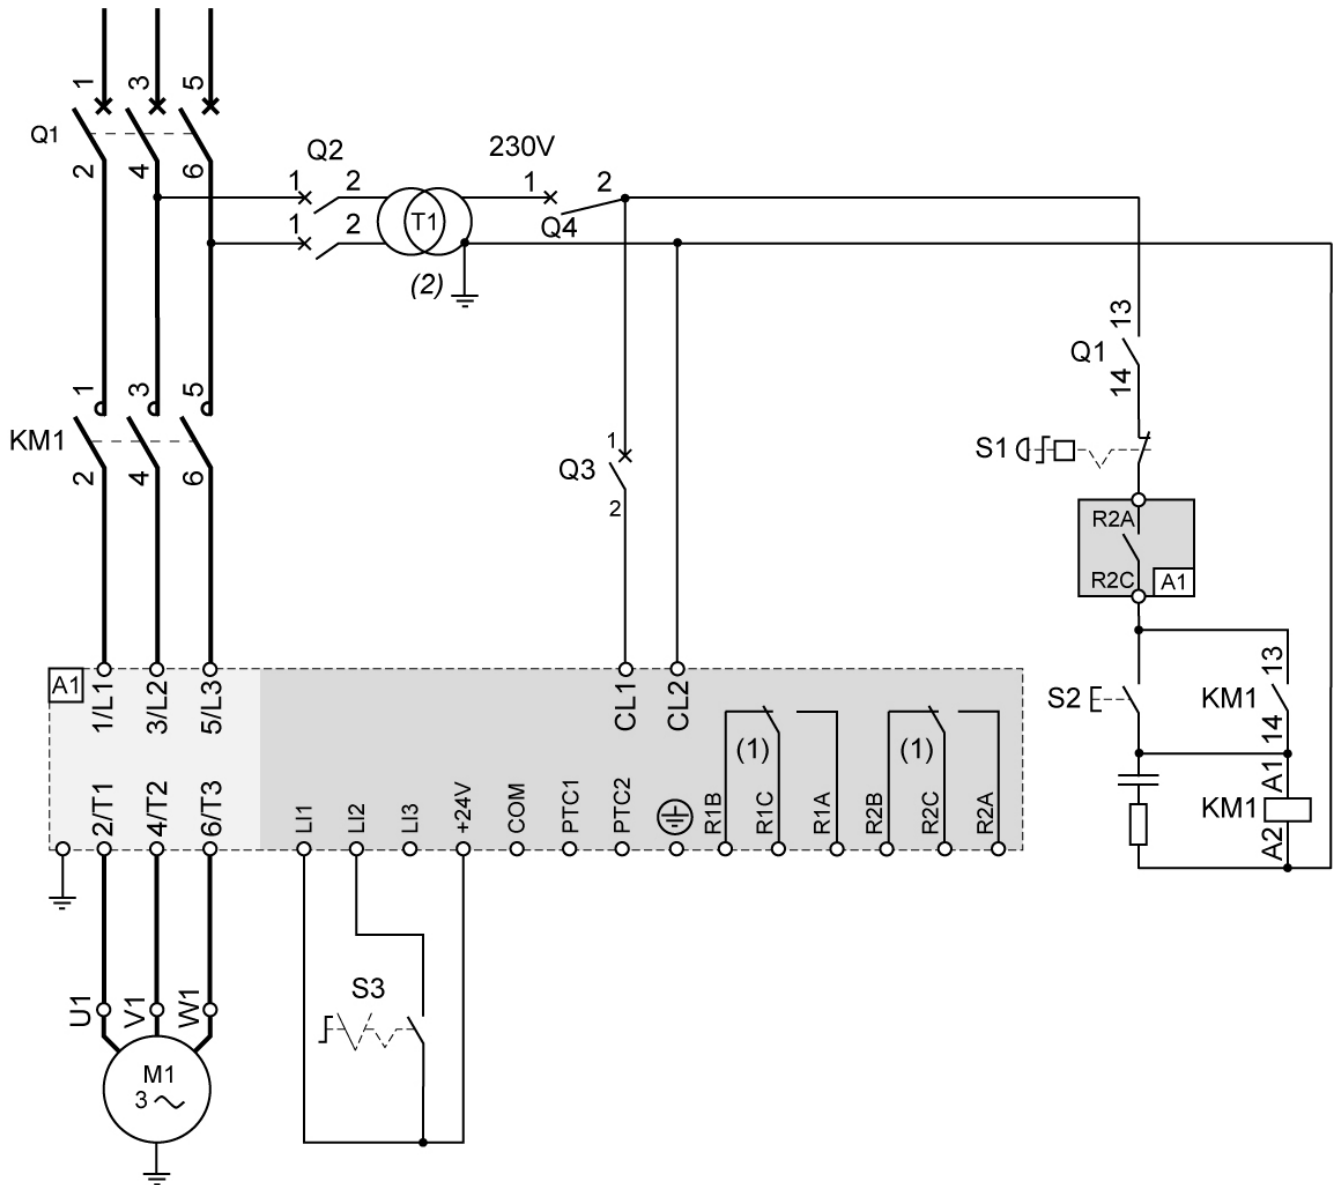 1 3 5
Q1
2 4 6
Q2
230V
1 2
1 2
1 2
T1
Q4
(2)
13
Q1
14
1 3 5
KM1
2 4 6
S1
1
Q3
2
R2A
R2C
A1
A1
1/L1 3/L2 5/L3
CL1 CL2
13
S2
KM1
14
(1) (1)
A1
KM1
A2
2/T1 4/T2 6/T3
LI1 LI2 LI3 +24V COM PTC1 PTC2 R1B R1C R1A R2B R2C R2A
S3
U1 V1 W1
M1
3